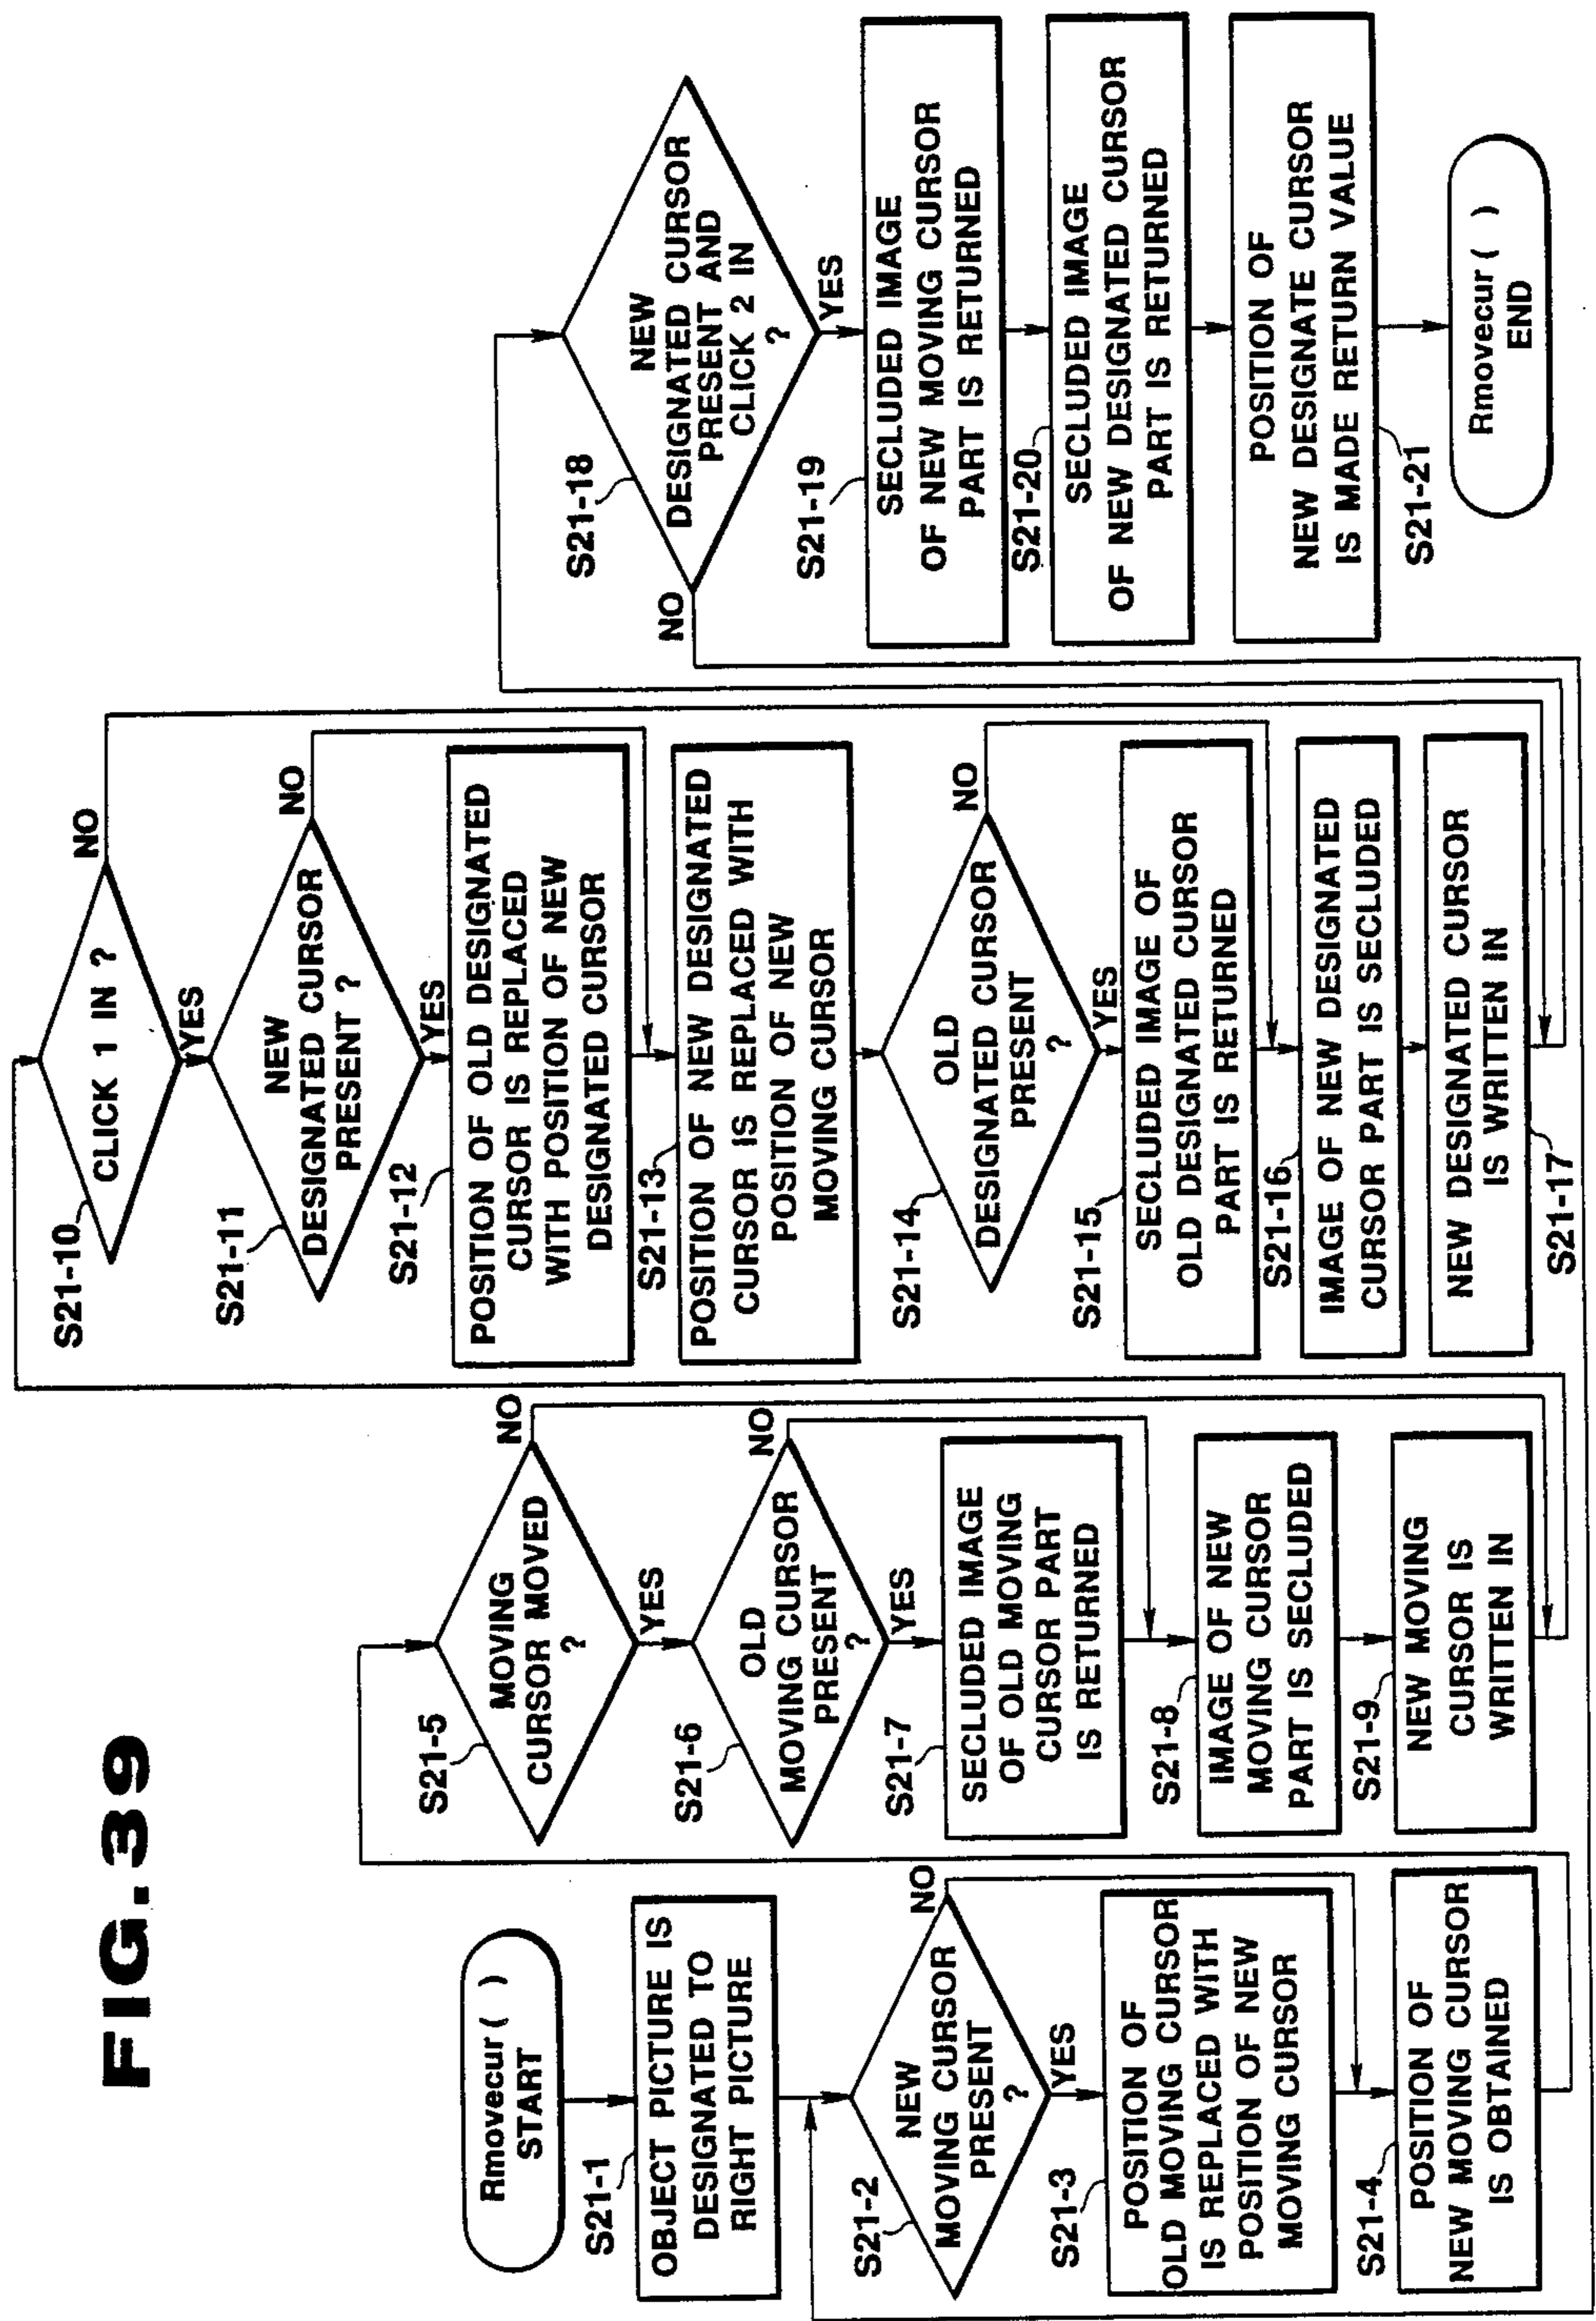 FIG.39
Rmovecur( )
START
S21-1
OBJECT PICTURE IS
DESIGNATED TO
RIGHT PICTURE
S21-2
NEW
MOVING CURSOR
PRESENT
?
NO
YES
S21-3
POSITION OF
OLD MOVING CURSOR
IS REPLACED WITH
POSITION OF NEW
MOVING CURSOR
S21-4
POSITION OF
NEW MOVING CURSOR
IS OBTAINED
S21-5
MOVING
CURSOR MOVED
?
NO
YES
S21-6
OLD
MOVING CURSOR
PRESENT
?
NO
YES
S21-7
SECLUDED IMAGE
OF OLD MOVING
CURSOR PART
IS RETURNED
S21-8
IMAGE OF NEW
MOVING CURSOR
PART IS SECLUDED
S21-9
NEW MOVING
CURSOR IS
WRITTEN IN
S21-10
CLICK 1 IN ?
NO
YES
S21-11
NEW
DESIGNATED CURSOR
PRESENT ?
NO
YES
S21-12
POSITION OF OLD DESIGNATED
CURSOR IS REPLACED
WITH POSITION OF NEW
DESIGNATED CURSOR
S21-13
POSITION OF NEW DESIGNATED
CURSOR IS REPLACED WITH
POSITION OF NEW
MOVING CURSOR
S21-14
OLD
DESIGNATED CURSOR
PRESENT
?
NO
YES
S21-15
SECLUDED IMAGE OF
OLD DESIGNATED CURSOR
PART IS RETURNED
S21-16
IMAGE OF NEW DESIGNATED
CURSOR PART IS SECLUDED
NEW DESIGNATED CURSOR
IS WRITTEN IN
S21-17
S21-18
NEW
DESIGNATED CURSOR
PRESENT AND
CLICK 2 IN
?
NO
YES
S21-19
SECLUDED IMAGE
OF NEW MOVING CURSOR
PART IS RETURNED
S21-20
SECLUDED IMAGE
OF NEW DESIGNATED CURSOR
PART IS RETURNED
POSITION OF
NEW DESIGNATE CURSOR
IS MADE RETURN VALUE
S21-21
Rmovecur( )
END